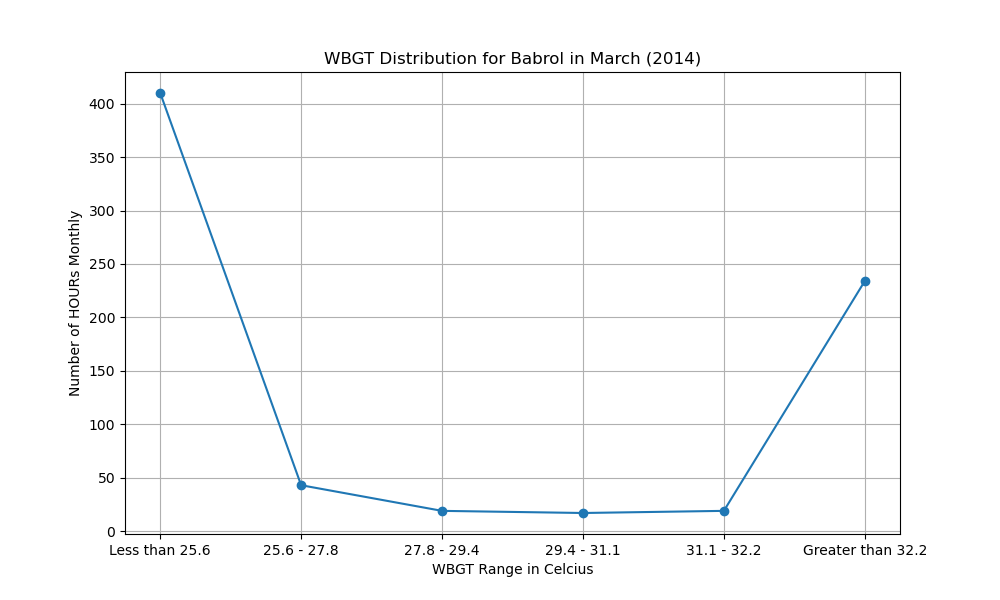 WBGT Distribution for Babrol in March (2014)
Number of HOURs Monthly
400
350
300
250
200
150
100
50
0
Less than 25.6
25.6 - 27.8
27.8 - 29.4
29.4 - 31.1
31.1 - 32.2
Greater than 32.2
WBGT Range in Celcius